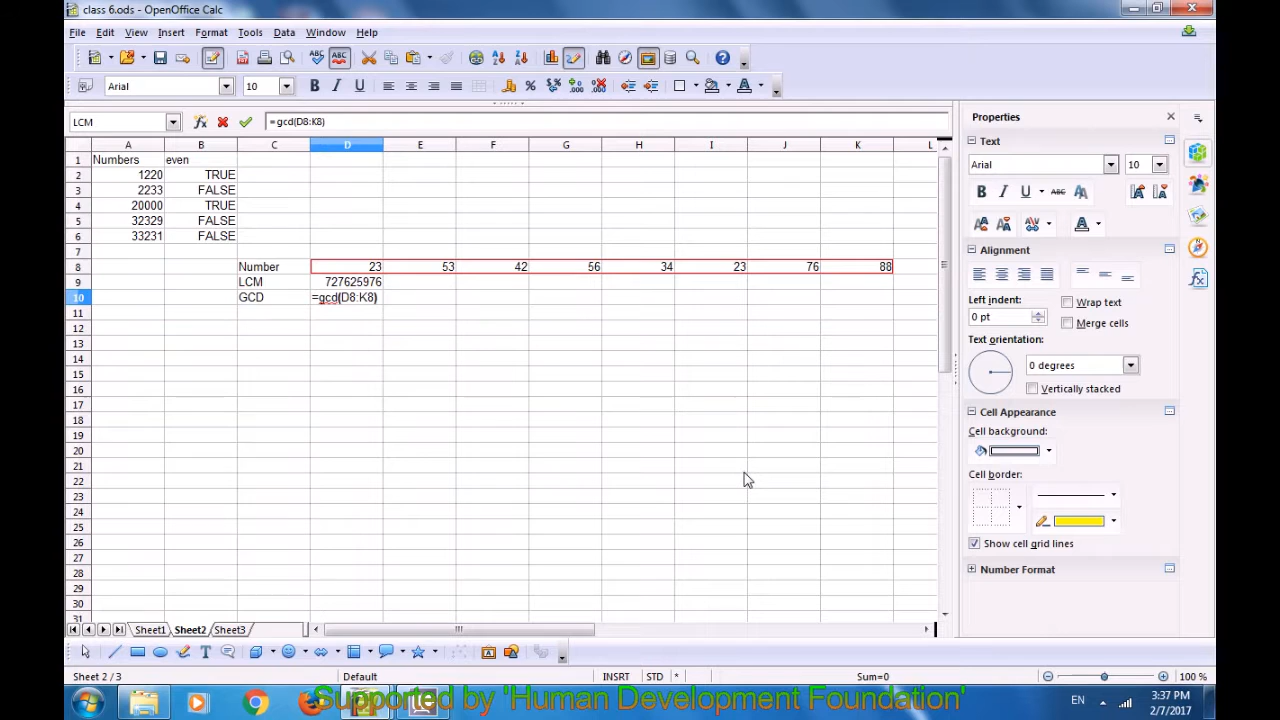 class 6.ods - OpenOffice Calc
File Edit View Insert Format Tools Data Window Help
Arial 10
LCM =gcd(D8:K8)
A B C D E F G H I J K L
1 Numbers even
2 1220 TRUE
3 2233 FALSE
4 20000 TRUE
5 32329 FALSE
6 33231 FALSE
7
8 Number 23 53 42 56 34 23 76 88
9 LCM 727625976
10 GCD =gcd(D8:K8)
11
12
13
14
15
16
17
18
19
20
21
22
23
24
25
26
27
28
29
30
31
Sheet1 Sheet2 Sheet3
Sheet 2 / 3 Default INSRT STD * Sum=0 100 %
Properties
Text
Arial 10
Alignment
Left indent: Wrap text
0 pt Merge cells
Text orientation:
0 degrees
Vertically stacked
Cell Appearance
Cell background:
Cell border:
Show cell grid lines
Number Format
EN 3:37 PM
2/7/2017
Supported by 'Human Development Foundation'